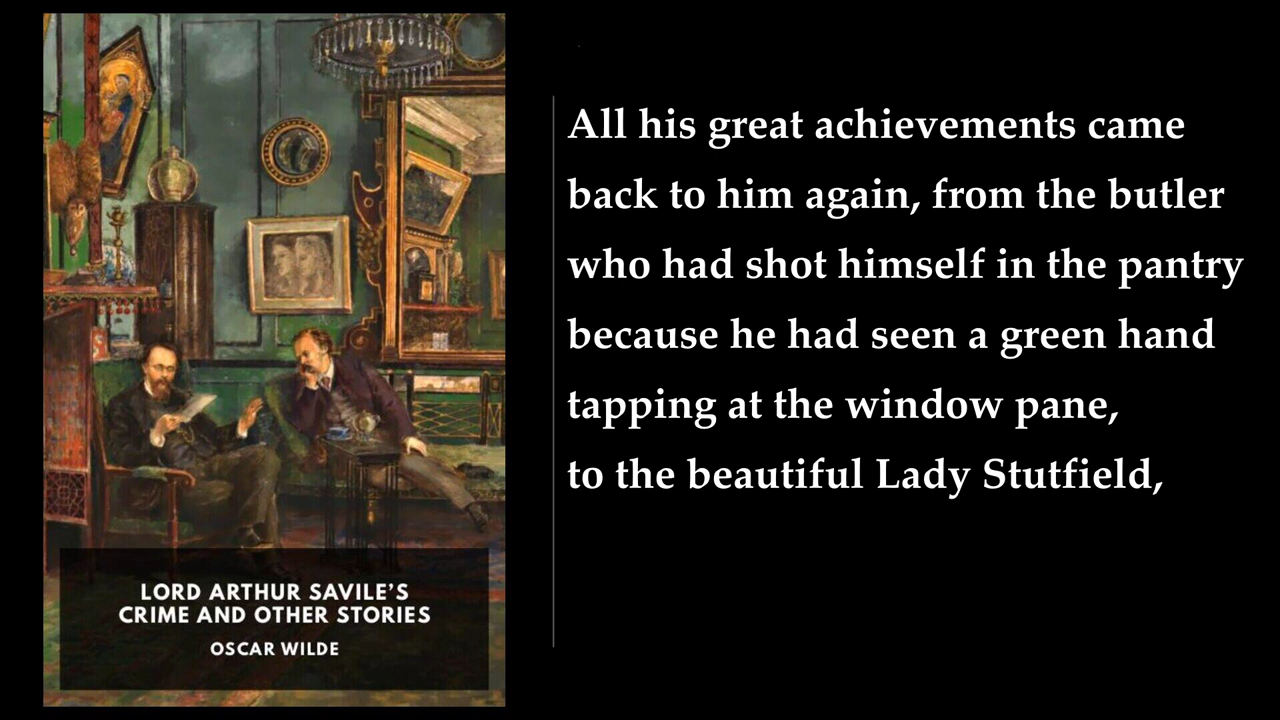 LORD ARTHUR SAVILE’S
CRIME AND OTHER STORIES
OSCAR WILDE
All his great achievements came
back to him again, from the butler
who had shot himself in the pantry
because he had seen a green hand
tapping at the window pane,
to the beautiful Lady Stutfield,